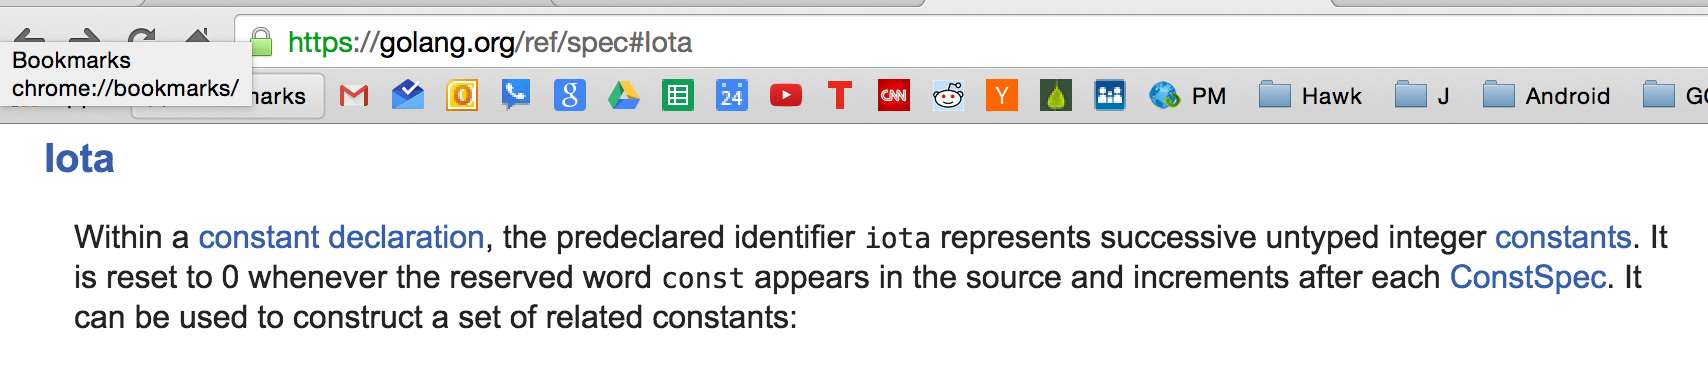 https://golang.org/ref/spec#Iota
Bookmarks
chrome://bookmarks/
24
T
CNN
Y
PM
Hawk
J
Android
Iota
Within a constant declaration, the predeclared identifier iota represents successive untyped integer constants. It
is reset to 0 whenever the reserved word const appears in the source and increments after each ConstSpec. It
can be used to construct a set of related constants: